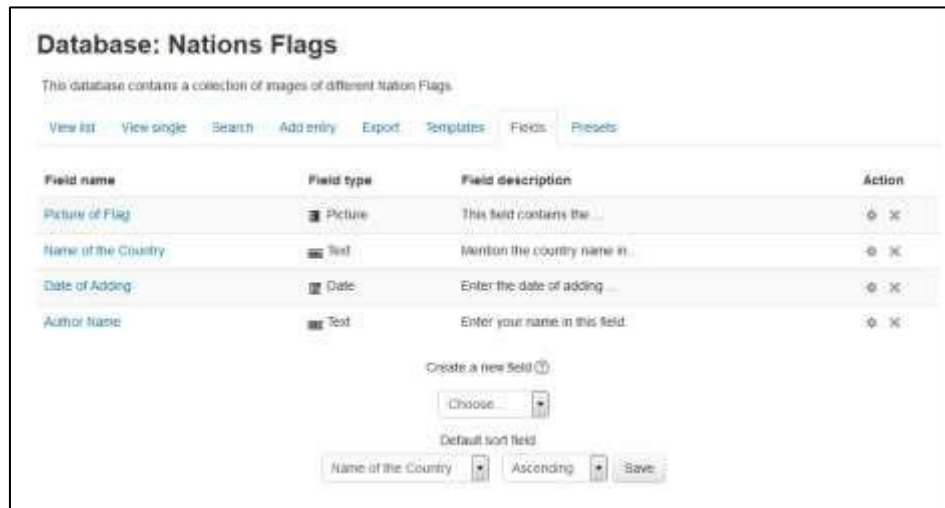 Database: Nations Flags
This database contains a collection of images of different Nation Flags.
View list View single Search Add entry Export Templates Fields Presets
Field name Field type Field description Action
Picture of Flag Picture This field contains the ...
Name of the Country Text Mention the country name in ...
Date of Adding Date Enter the date of adding ...
Author Name Text Enter your name in this field.
Create a new field
Choose...
Default sort field
Name of the Country Ascending Save